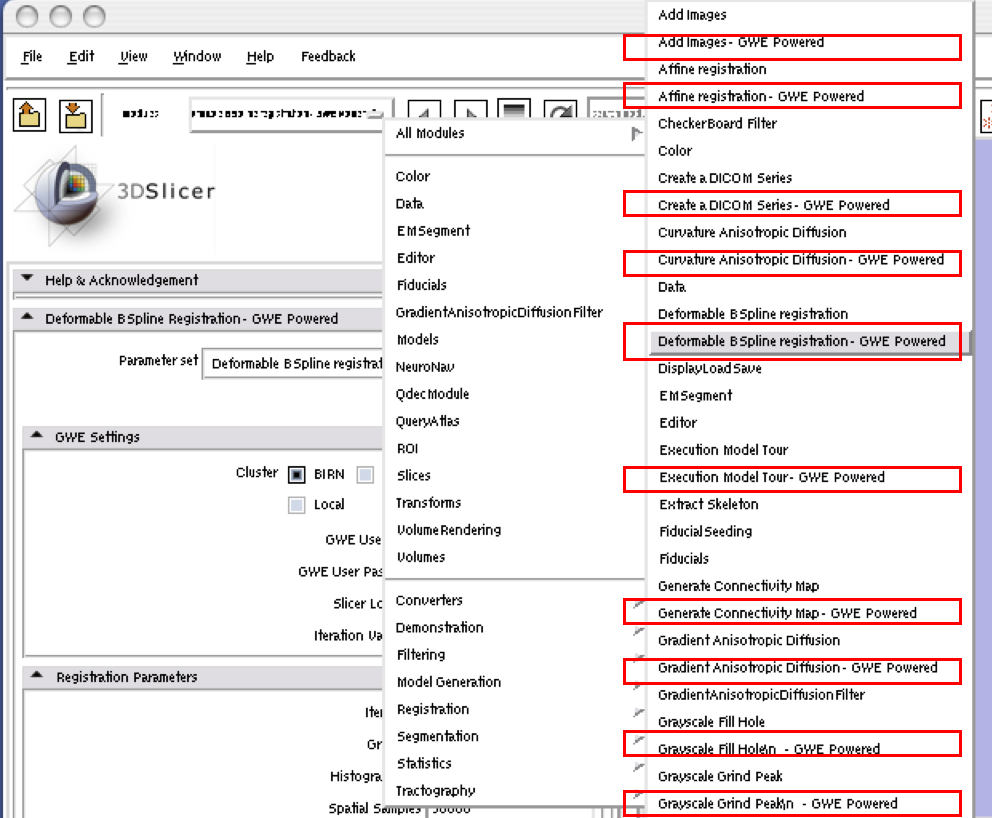 File Edit View Window Help Feedback
3DSlicer
Help & Acknowledgement
Deformable BSpline Registration - GWE Powered
Parameter set Deformable BSpline registrat
GWE Settings
Cluster BIRN
Local
GWE Use
GWE User Pas
Slicer Lo
Iteration Va
Registration Parameters
Iter
Gr
Histogra
Spatial Samples 50000
All Modules
Color
Data
EMSegment
Editor
Fiducials
GradientAnisotropicDiffusionFilter
Models
NeuroNav
QdecModule
QueryAtlas
ROI
Slices
Transforms
VolumeRendering
Volumes
Converters
Demonstration
Filtering
Model Generation
Registration
Segmentation
Statistics
Tractography
Add Images
Add Images - GWE Powered
Affine registration
Affine registration - GWE Powered
CheckerBoard Filter
Color
Create a DICOM Series
Create a DICOM Series - GWE Powered
Curvature Anisotropic Diffusion
Curvature Anisotropic Diffusion - GWE Powered
Data
Deformable BSpline registration
Deformable BSpline registration - GWE Powered
DisplayLoadSave
EMSegment
Editor
Execution Model Tour
Execution Model Tour - GWE Powered
Extract Skeleton
FiducialSeeding
Fiducials
Generate Connectivity Map
Generate Connectivity Map - GWE Powered
Gradient Anisotropic Diffusion
Gradient Anisotropic Diffusion - GWE Powered
GradientAnisotropicDiffusionFilter
Grayscale Fill Hole
Grayscale Fill Hole\n - GWE Powered
Grayscale Grind Peak
Grayscale Grind Peak\n - GWE Powered